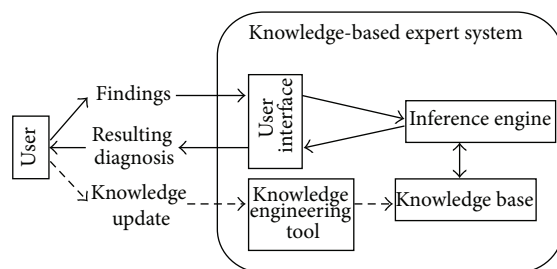 Knowledge-based expert system
Findings
User
interface
Inference engine
User
Resulting
diagnosis
Knowledge
update
Knowledge
engineering
tool
Knowledge base